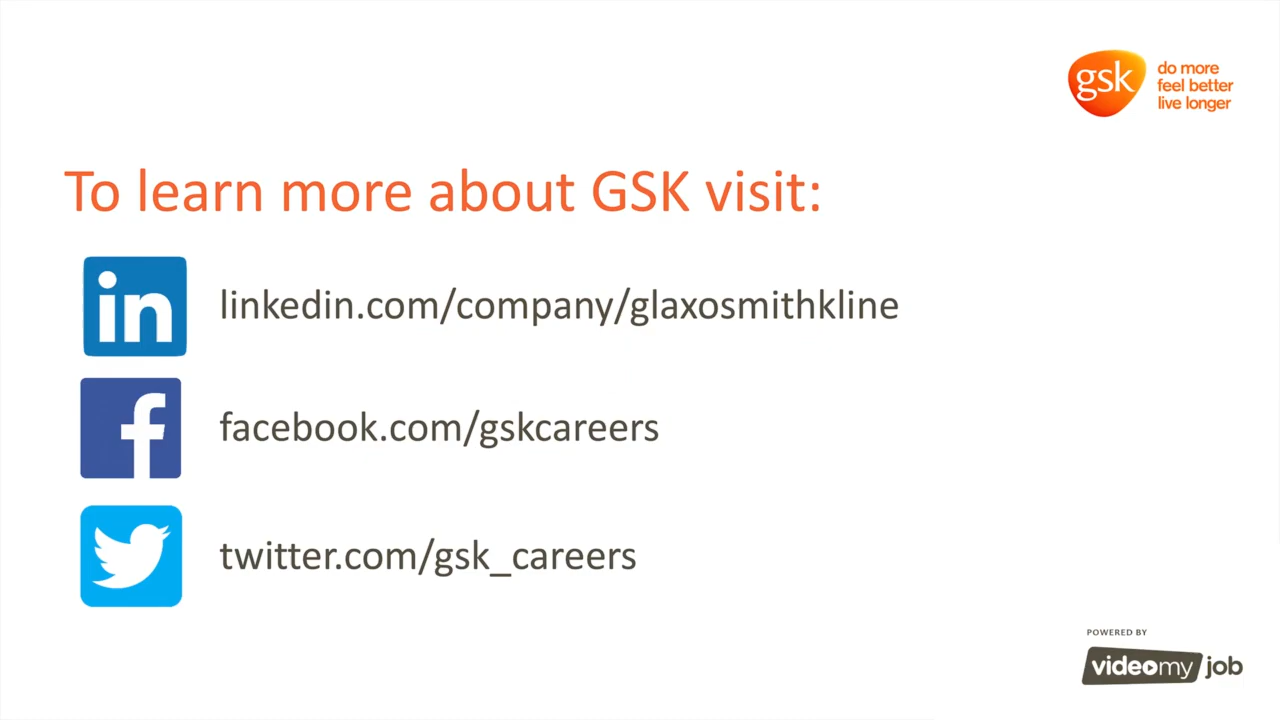 gsk
do more
feel better
live longer
To learn more about GSK visit:
in linkedin.com/company/glaxosmithkline
f facebook.com/gskcareers
twitter.com/gsk_careers
POWERED BY
videomyjob